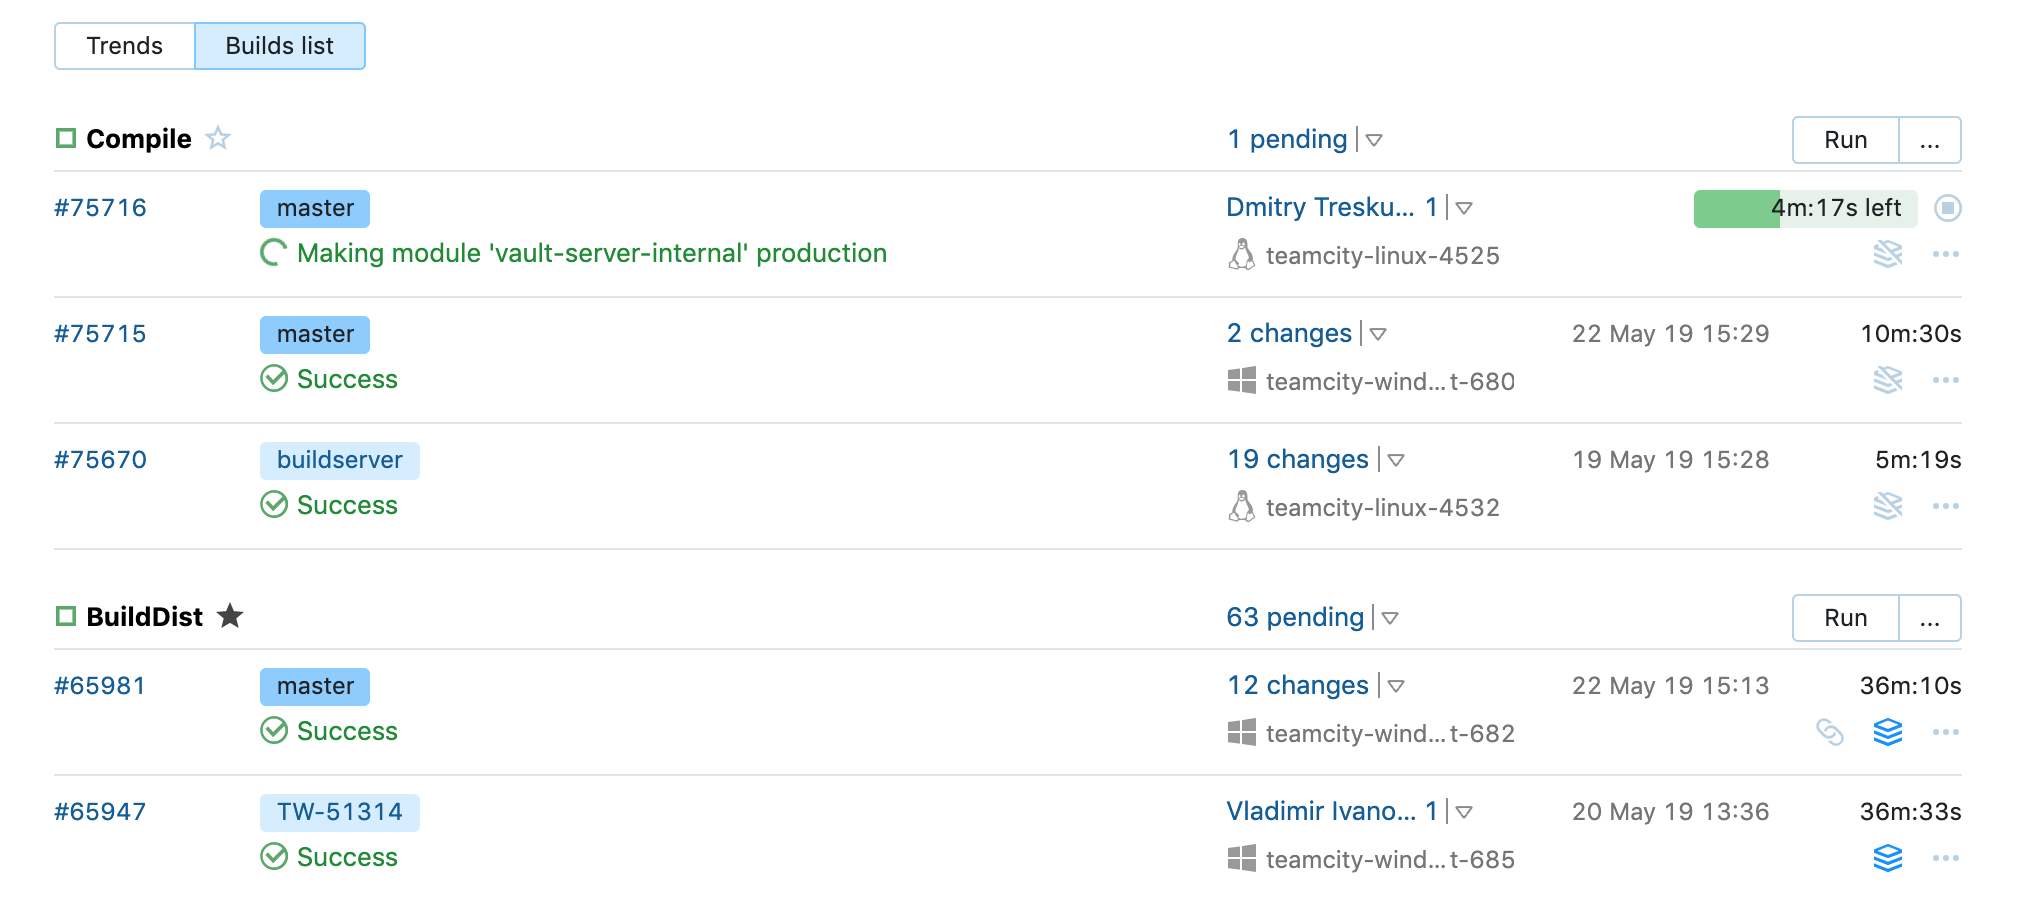 Trends Builds list
Compile 1 pending Run ...
#75716 master Dmitry Tresku... 1 4m:17s left
Making module 'vault-server-internal' production teamcity-linux-4525
#75715 master 2 changes 22 May 19 15:29 10m:30s
Success teamcity-wind...t-680
#75670 buildserver 19 changes 19 May 19 15:28 5m:19s
Success teamcity-linux-4532
BuildDist 63 pending Run ...
#65981 master 12 changes 22 May 19 15:13 36m:10s
Success teamcity-wind...t-682
#65947 TW-51314 Vladimir Ivano... 1 20 May 19 13:36 36m:33s
Success teamcity-wind...t-685